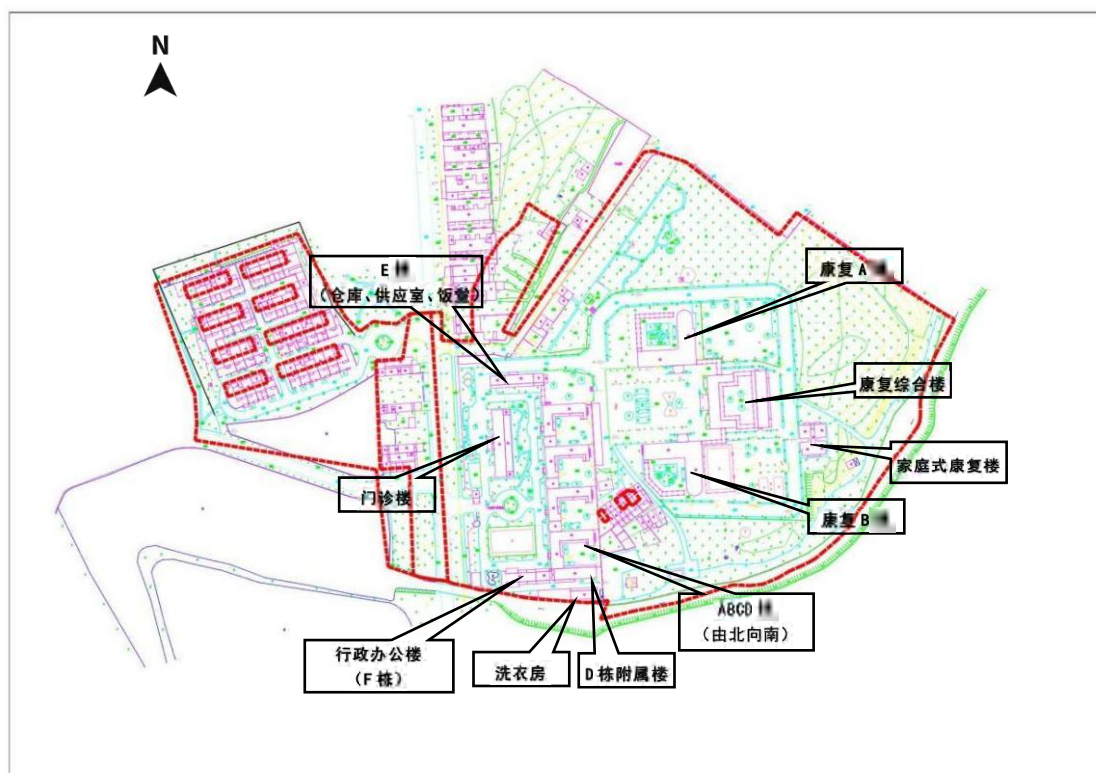 N
E
(仓库、供应室、饭堂)
康复A
康复综合楼
家庭式康复楼
门诊楼
康复B
ABCD
(由北向南)
行政办公楼
(F栋)
洗衣房
D栋附属楼